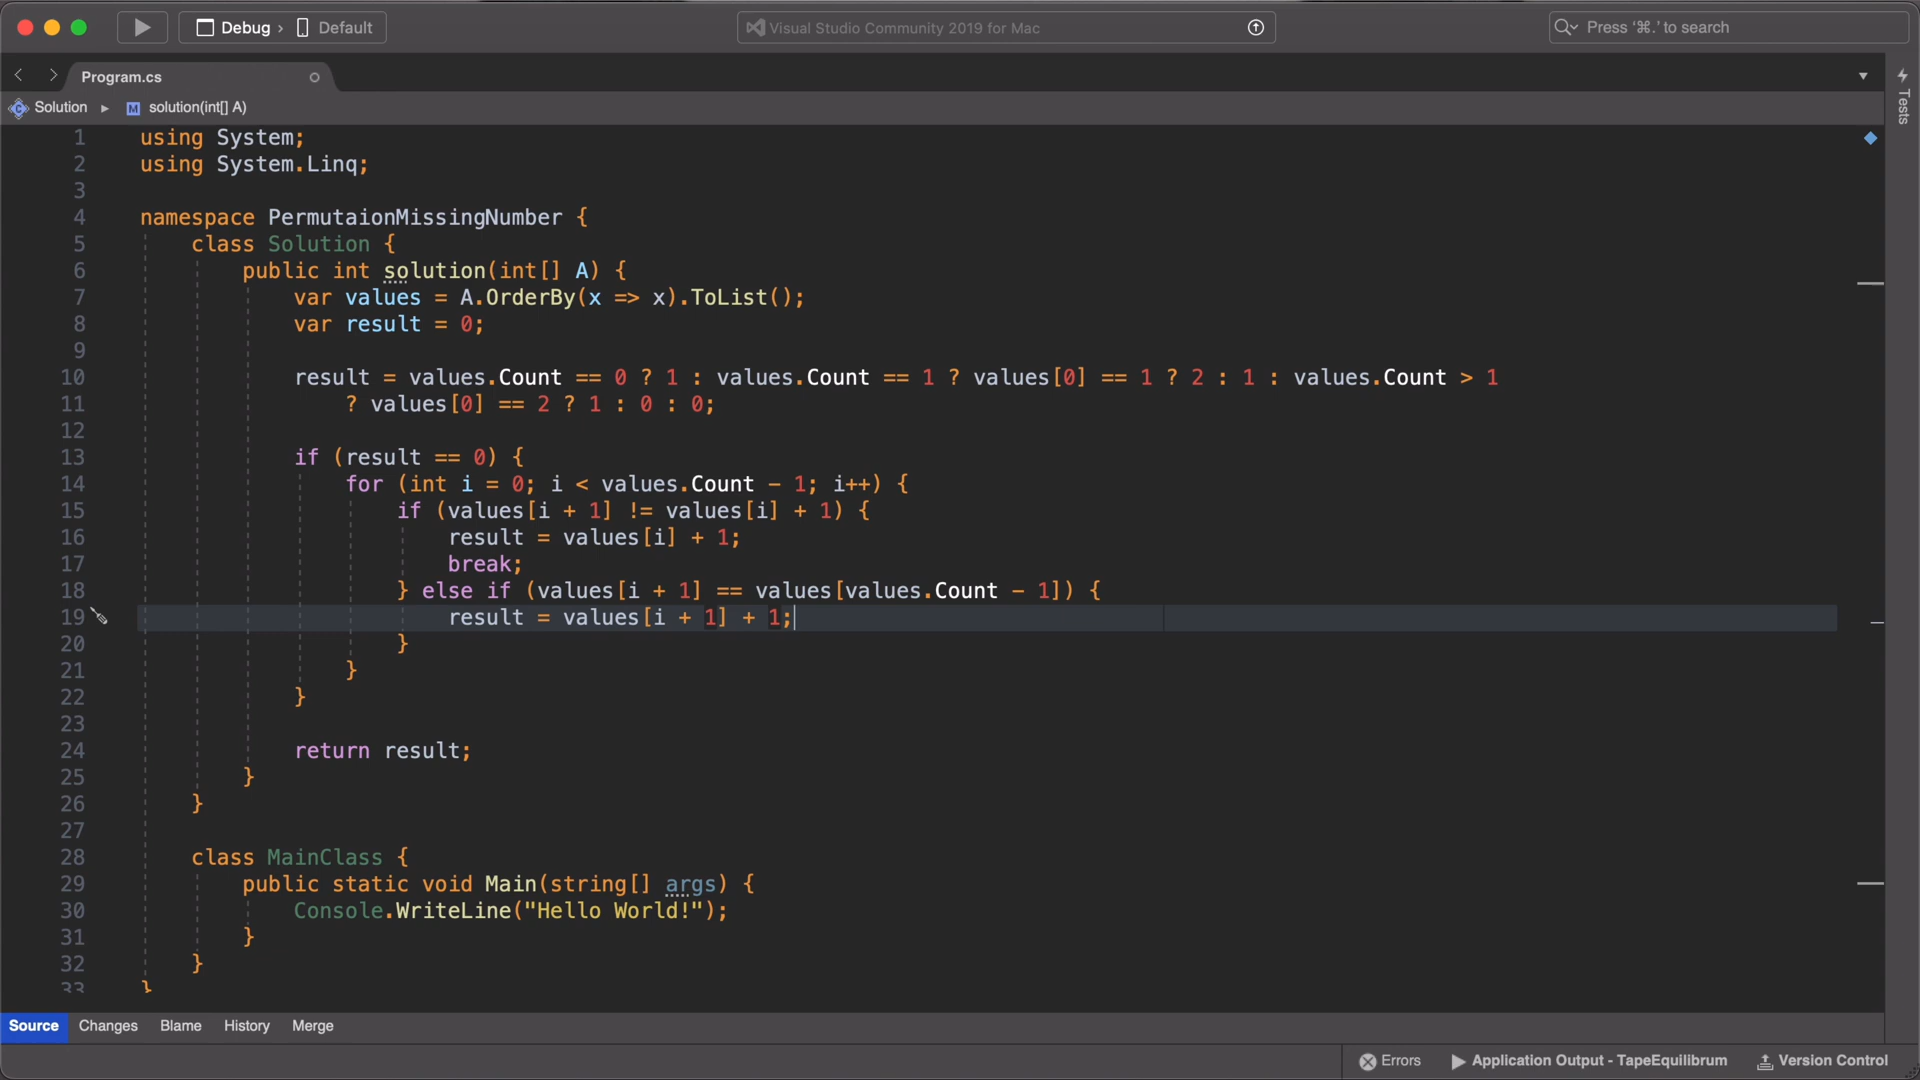 Debug › Default
Visual Studio Community 2019 for Mac
Press ‘⌘.’ to search
Program.cs
Solution ▸ M solution(int[] A)
Tests
1 using System;
2 using System.Linq;
3
4 namespace PermutaionMissingNumber {
5 class Solution {
6 public int solution(int[] A) {
7 var values = A.OrderBy(x => x).ToList();
8 var result = 0;
9
10 result = values.Count == 0 ? 1 : values.Count == 1 ? values[0] == 1 ? 2 : 1 : values.Count > 1
11 ? values[0] == 2 ? 1 : 0 : 0;
12
13 if (result == 0) {
14 for (int i = 0; i < values.Count - 1; i++) {
15 if (values[i + 1] != values[i] + 1) {
16 result = values[i] + 1;
17 break;
18 } else if (values[i + 1] == values[values.Count - 1]) {
19 result = values[i + 1] + 1;
20 }
21 }
22 }
23
24 return result;
25 }
26 }
27
28 class MainClass {
29 public static void Main(string[] args) {
30 Console.WriteLine("Hello World!");
31 }
32 }
33 }
Source Changes Blame History Merge
Errors Application Output - TapeEquilibrum Version Control